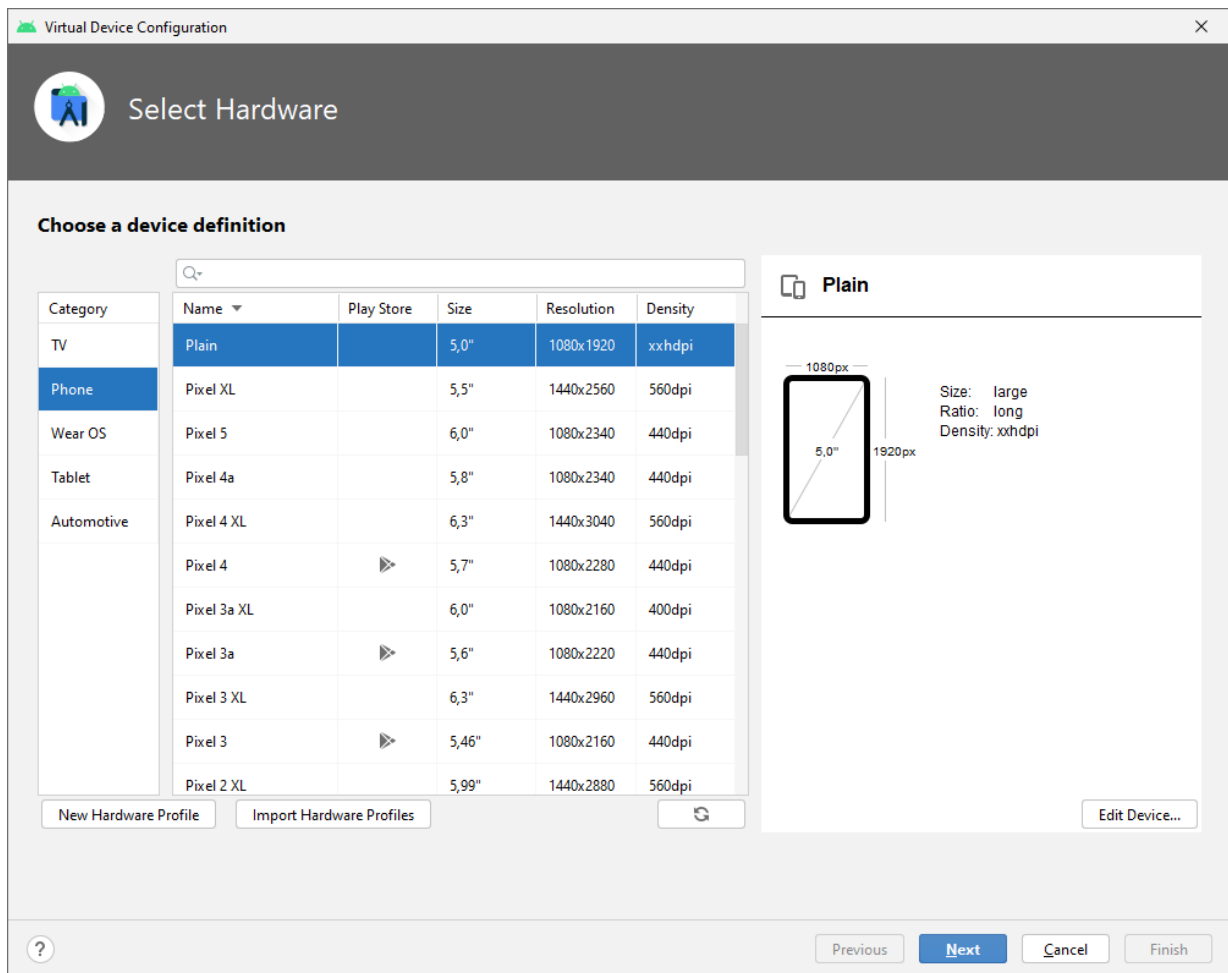 Virtual Device Configuration
Select Hardware
Choose a device definition
Category
TV
Phone
Wear OS
Tablet
Automotive
Name Play Store Size Resolution Density
Plain 5,0" 1080x1920 xxhdpi
Pixel XL 5,5" 1440x2560 560dpi
Pixel 5 6,0" 1080x2340 440dpi
Pixel 4a 5,8" 1080x2340 440dpi
Pixel 4 XL 6,3" 1440x3040 560dpi
Pixel 4 5,7" 1080x2280 440dpi
Pixel 3a XL 6,0" 1080x2160 400dpi
Pixel 3a 5,6" 1080x2220 440dpi
Pixel 3 XL 6,3" 1440x2960 560dpi
Pixel 3 5,46" 1080x2160 440dpi
Pixel 2 XL 5,99" 1440x2880 560dpi
New Hardware Profile Import Hardware Profiles
Plain
1080px
5,0" 1920px
Size: large
Ratio: long
Density: xxhdpi
Edit Device...
? Previous Next Cancel Finish